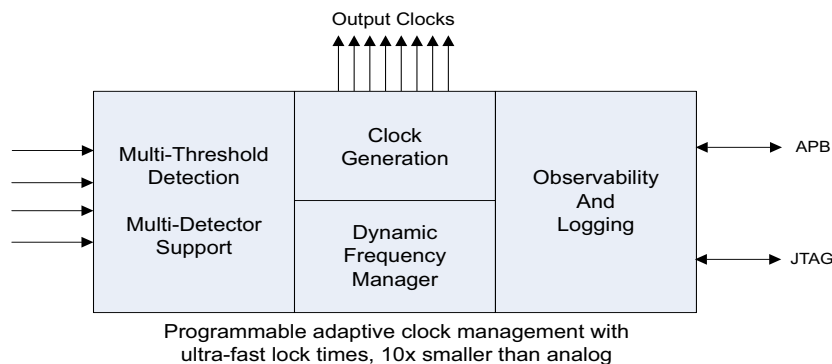 Output Clocks
Multi-Threshold
Detection
Multi-Detector
Support
Clock
Generation
Dynamic
Frequency
Manager
Observability
And
Logging
APB
JTAG
Programmable adaptive clock management with
ultra-fast lock times, 10x smaller than analog